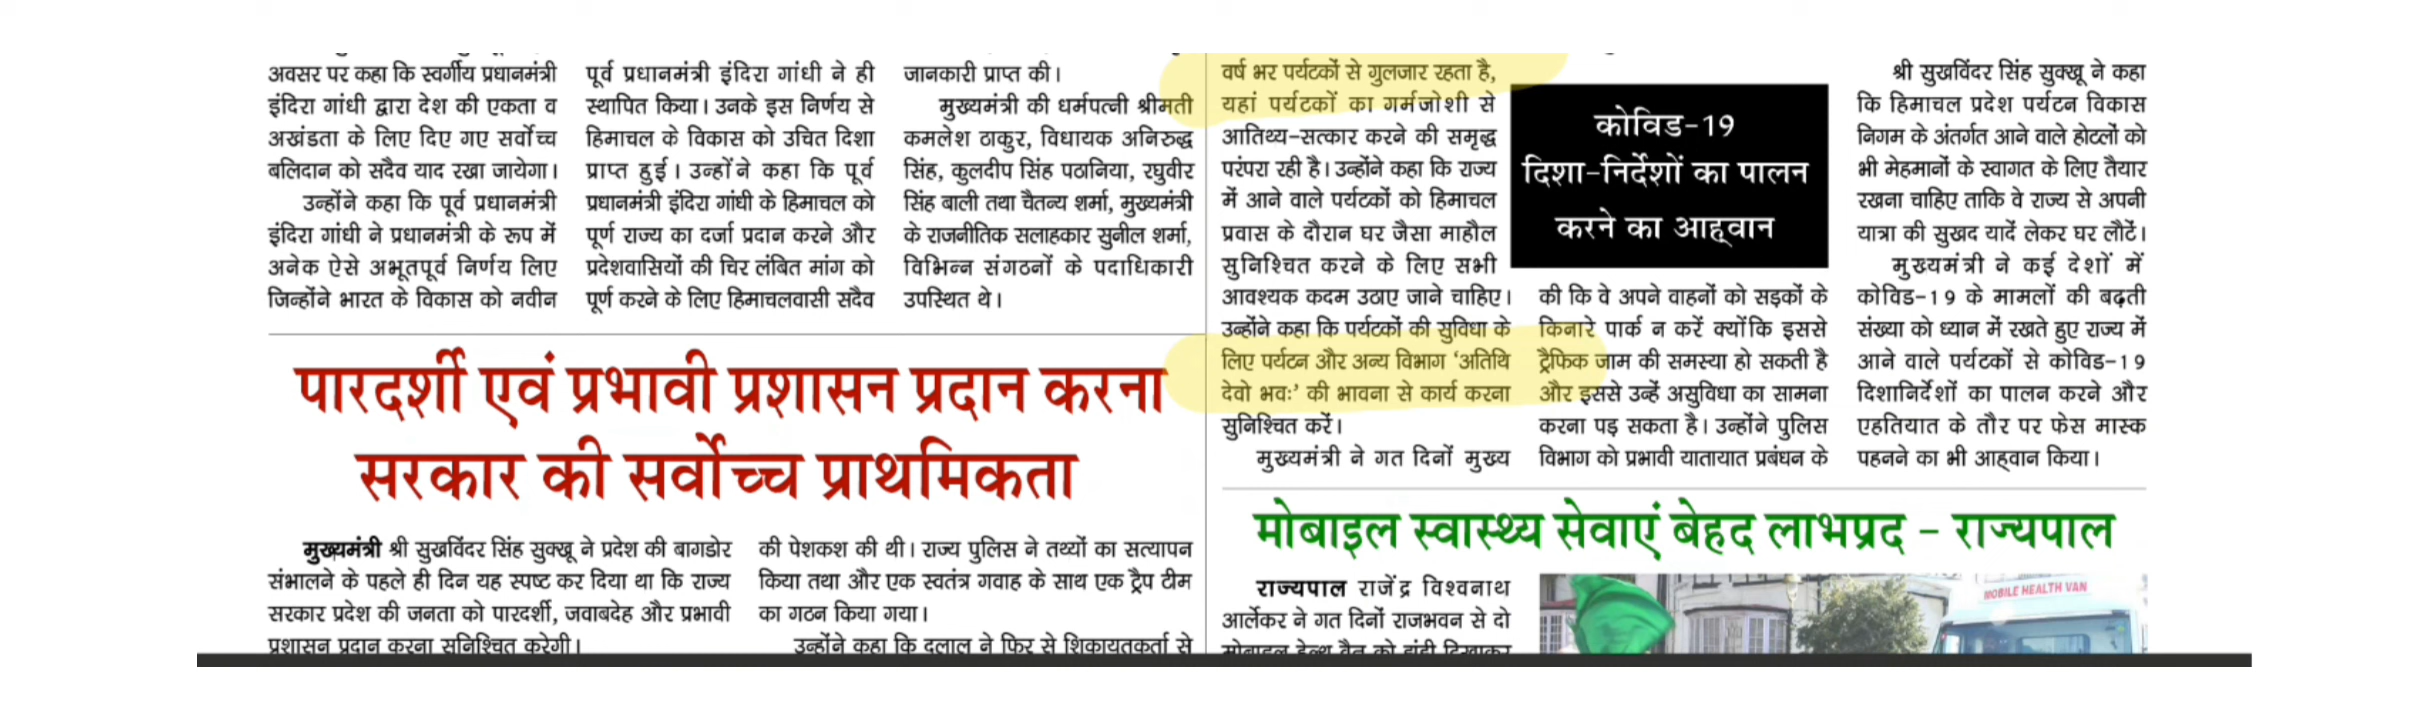 अवसर पर कहा कि स्वर्गीय प्रधानमंत्री
इंदिरा गांधी द्वारा देश की एकता व
अखंडता के लिए दिए गए सर्वोच्च
बलिदान को सदैव याद रखा जायेगा।
उन्होंने कहा कि पूर्व प्रधानमंत्री
इंदिरा गांधी ने प्रधानमंत्री के रूप में
अनेक ऐसे अभूतपूर्व निर्णय लिए
जिन्होंने भारत के विकास को नवीन
पूर्व प्रधानमंत्री इंदिरा गांधी ने ही
स्थापित किया। उनके इस निर्णय से
हिमाचल के विकास को उचित दिशा
प्राप्त हुई। उन्होंने कहा कि पूर्व
प्रधानमंत्री इंदिरा गांधी के हिमाचल को
पूर्ण राज्य का दर्जा प्रदान करने और
प्रदेशवासियों की चिर लंबित मांग को
पूर्ण करने के लिए हिमाचलवासी सदैव
जानकारी प्राप्त की।
मुख्यमंत्री की धर्मपत्नी श्रीमती
कमलेश ठाकुर, विधायक अनिरुद्ध
सिंह, कुलदीप सिंह पठानिया, रघुवीर
सिंह बाली तथा चैतन्य शर्मा, मुख्यमंत्री
के राजनीतिक सलाहकार सुनील शर्मा,
विभिन्न संगठनों के पदाधिकारी
उपस्थित थे।
पारदर्शी एवं प्रभावी प्रशासन प्रदान करना
सरकार की सर्वोच्च प्राथमिकता
मुख्यमंत्री श्री सुखविंदर सिंह सुक्खू ने प्रदेश की बागडोर
संभालने के पहले ही दिन यह स्पष्ट कर दिया था कि राज्य
सरकार प्रदेश की जनता को पारदर्शी, जवाबदेह और प्रभावी
प्रशासन प्रदान करना सुनिश्चित करेगी।
की पेशकश की थी। राज्य पुलिस ने तथ्यों का सत्यापन
किया तथा और एक स्वतंत्र गवाह के साथ एक ट्रैप टीम
का गठन किया गया।
उन्होंने कहा कि दलाल ने फिर से शिकायतकर्ता से
वर्ष भर पर्यटकों से गुलजार रहता है,
यहां पर्यटकों का गर्मजोशी से
आतिथ्य-सत्कार करने की समृद्ध
परंपरा रही है। उन्होंने कहा कि राज्य
में आने वाले पर्यटकों को हिमाचल
प्रवास के दौरान घर जैसा माहौल
सुनिश्चित करने के लिए सभी
आवश्यक कदम उठाए जाने चाहिए।
उन्होंने कहा कि पर्यटकों की सुविधा के
लिए पर्यटन और अन्य विभाग ‘अतिथि
देवो भवः’ की भावना से कार्य करना
सुनिश्चित करें।
मुख्यमंत्री ने गत दिनों मुख्य
कोविड-19
दिशा-निर्देशों का पालन
करने का आह्वान
की कि वे अपने वाहनों को सड़कों के
किनारे पार्क न करें क्योंकि इससे
ट्रैफिक जाम की समस्या हो सकती है
और इससे उन्हें असुविधा का सामना
करना पड़ सकता है। उन्होंने पुलिस
विभाग को प्रभावी यातायात प्रबंधन के
श्री सुखविंदर सिंह सुक्खू ने कहा
कि हिमाचल प्रदेश पर्यटन विकास
निगम के अंतर्गत आने वाले होटलों को
भी मेहमानों के स्वागत के लिए तैयार
रखना चाहिए ताकि वे राज्य से अपनी
यात्रा की सुखद यादें लेकर घर लौटें।
मुख्यमंत्री ने कई देशों में
कोविड-19 के मामलों की बढ़ती
संख्या को ध्यान में रखते हुए राज्य में
आने वाले पर्यटकों से कोविड-19
दिशानिर्देशों का पालन करने और
एहतियात के तौर पर फेस मास्क
पहनने का भी आह्वान किया।
मोबाइल स्वास्थ्य सेवाएं बेहद लाभप्रद - राज्यपाल
राज्यपाल राजेंद्र विश्वनाथ
आर्लेकर ने गत दिनों राजभवन से दो
मोबाइल हेल्थ वैन को झंडी दिखाकर
MOBILE HEALTH VAN